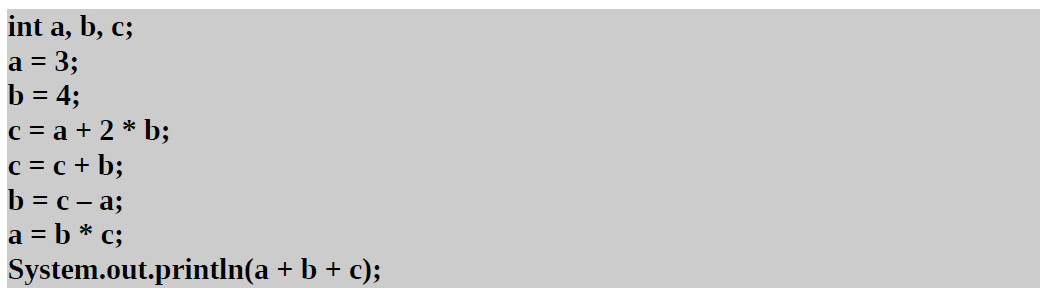 int a, b, c;
a = 3;
b = 4;
c = a + 2 * b;
c = c + b;
b = c – a;
a = b * c;
System.out.println(a + b + c);